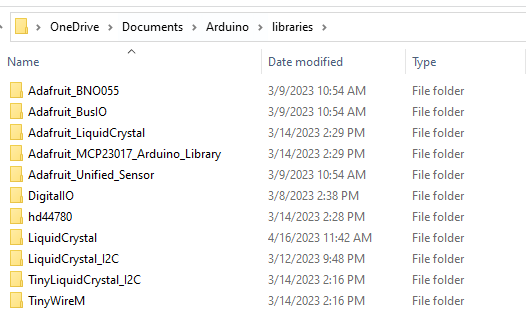 OneDrive > Documents > Arduino > libraries >
Name Date modified Type
Adafruit_BNO055 3/9/2023 10:54 AM File folder
Adafruit_BusIO 3/9/2023 10:54 AM File folder
Adafruit_LiquidCrystal 3/14/2023 2:29 PM File folder
Adafruit_MCP23017_Arduino_Library 3/14/2023 2:29 PM File folder
Adafruit_Unified_Sensor 3/9/2023 10:54 AM File folder
DigitalIO 3/8/2023 2:38 PM File folder
hd44780 3/14/2023 2:28 PM File folder
LiquidCrystal 4/16/2023 11:42 AM File folder
LiquidCrystal_I2C 3/12/2023 9:48 PM File folder
TinyLiquidCrystal_I2C 3/14/2023 2:16 PM File folder
TinyWireM 3/14/2023 2:16 PM File folder